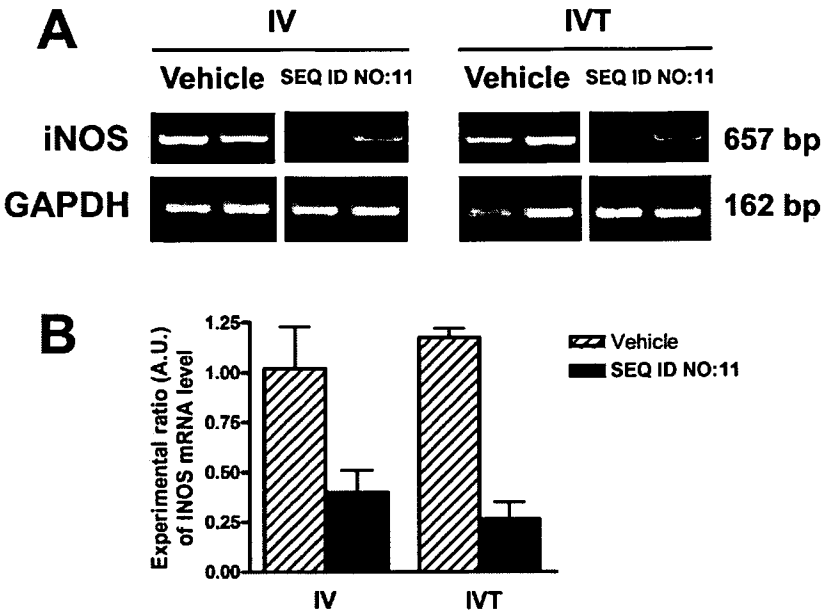 A
IV IVT
Vehicle SEQ ID NO:11 Vehicle SEQ ID NO:11
iNOS 657 bp
GAPDH 162 bp
B
Experimental ratio (A.U.)
of INOS mRNA level
1.25
1.00
0.75
0.50
0.25
0.00
IV IVT
Vehicle
SEQ ID NO:11